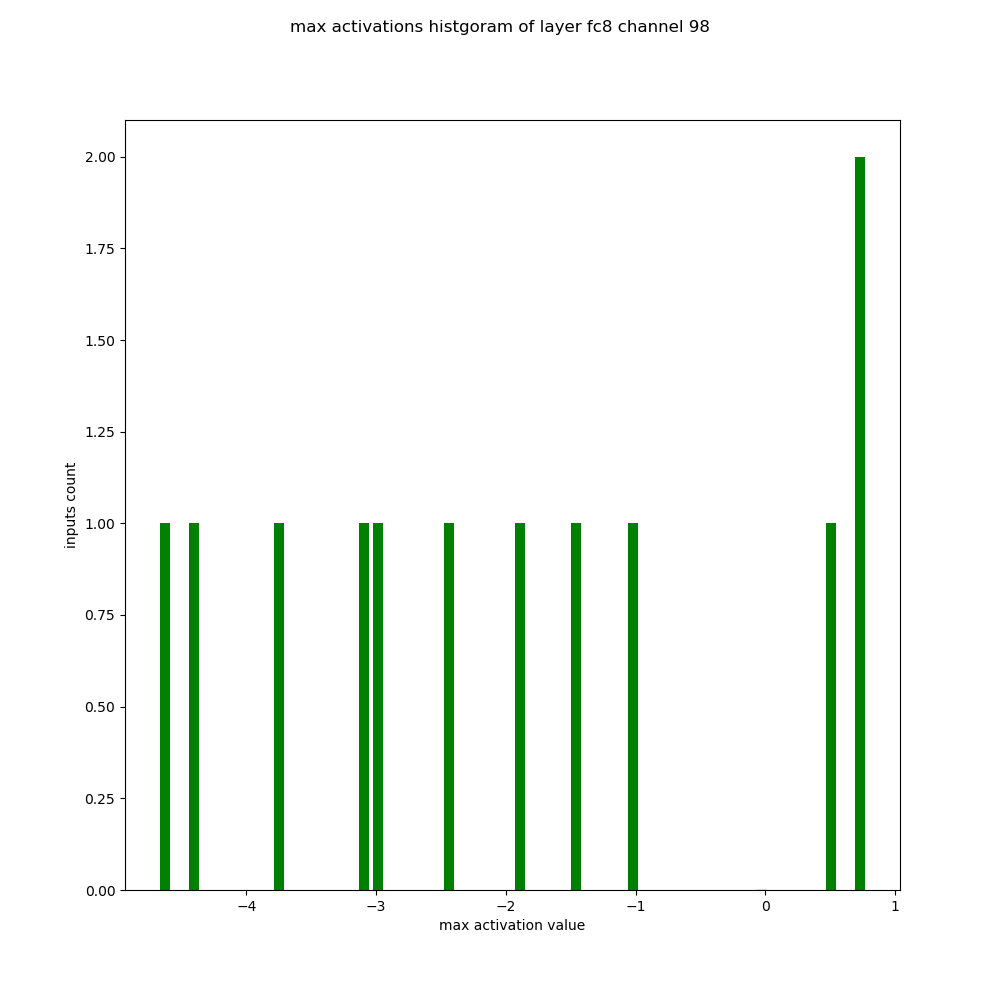 max activations histgoram of layer fc8 channel 98
2.00
1.75
1.50
1.25
1.00
0.75
0.50
0.25
0.00
inputs count
−4 −3 −2 −1 0 1
max activation value